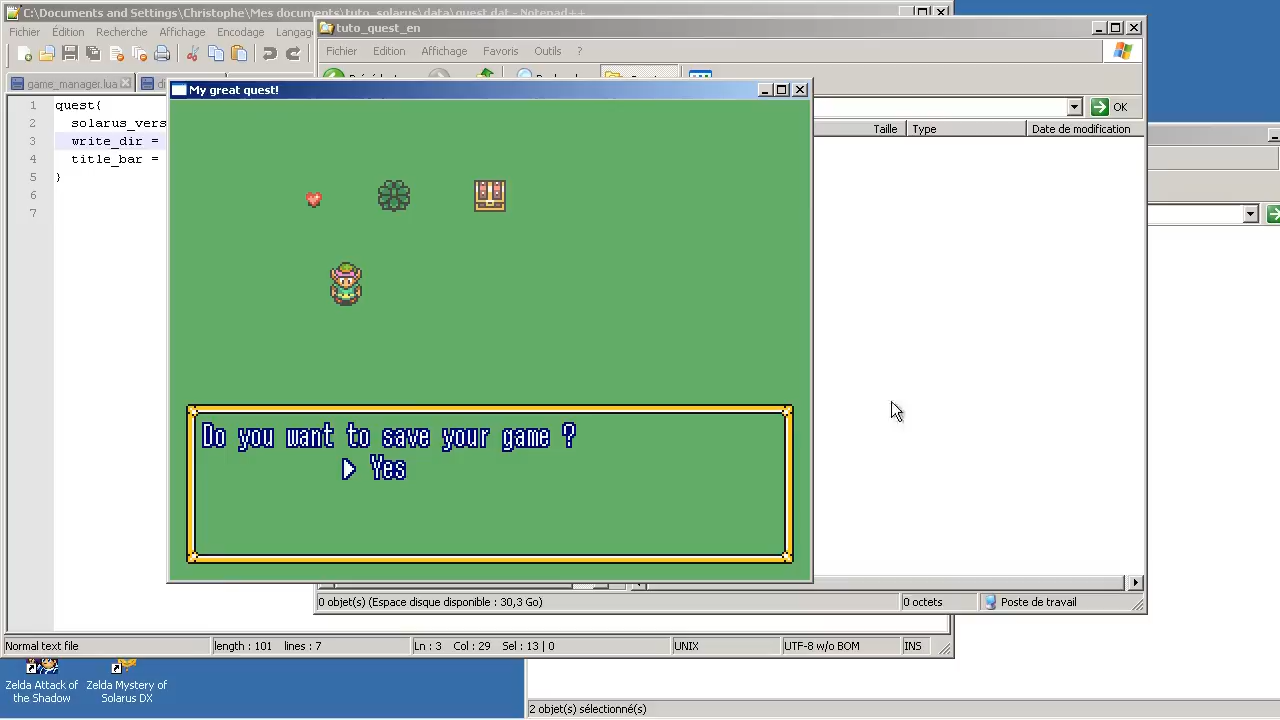 C:\Documents and Settings\Christophe\Mes documents\tuto_solarus\data\quest.dat - Notepad++
Fichier Édition Recherche Affichage Encodage Langag
game_manager.lua
1 quest{
2 solarus_vers
3 write_dir =
4 title_bar =
5 }
6
7
tuto_quest_en
Fichier Edition Affichage Favoris Outils ?
OK
Taille Type Date de modification
My great quest!
Do you want to save your game ?
Yes
0 objet(s) (Espace disque disponible : 30,3 Go) 0 octets Poste de travail
Normal text file length : 101 lines : 7 Ln : 3 Col : 29 Sel : 13 | 0 UNIX UTF-8 w/o BOM INS
Zelda Attack of the Shadow
Zelda Mystery of Solarus DX
2 objet(s) sélectionné(s)